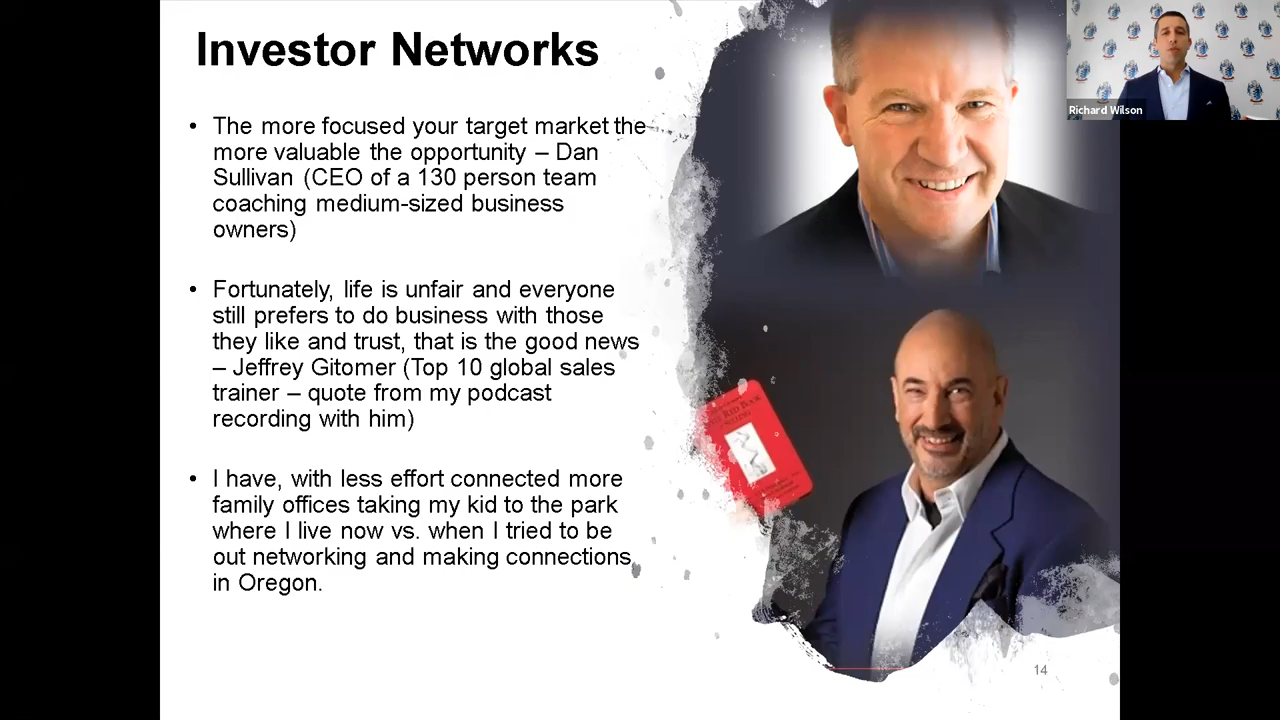 Investor Networks
• The more focused your target market the
more valuable the opportunity – Dan
Sullivan (CEO of a 130 person team
coaching medium-sized business
owners)
• Fortunately, life is unfair and everyone
still prefers to do business with those
they like and trust, that is the good news
– Jeffrey Gitomer (Top 10 global sales
trainer – quote from my podcast
recording with him)
• I have, with less effort connected more
family offices taking my kid to the park
where I live now vs. when I tried to be
out networking and making connections
in Oregon.
Richard Wilson
RED BOOK
14